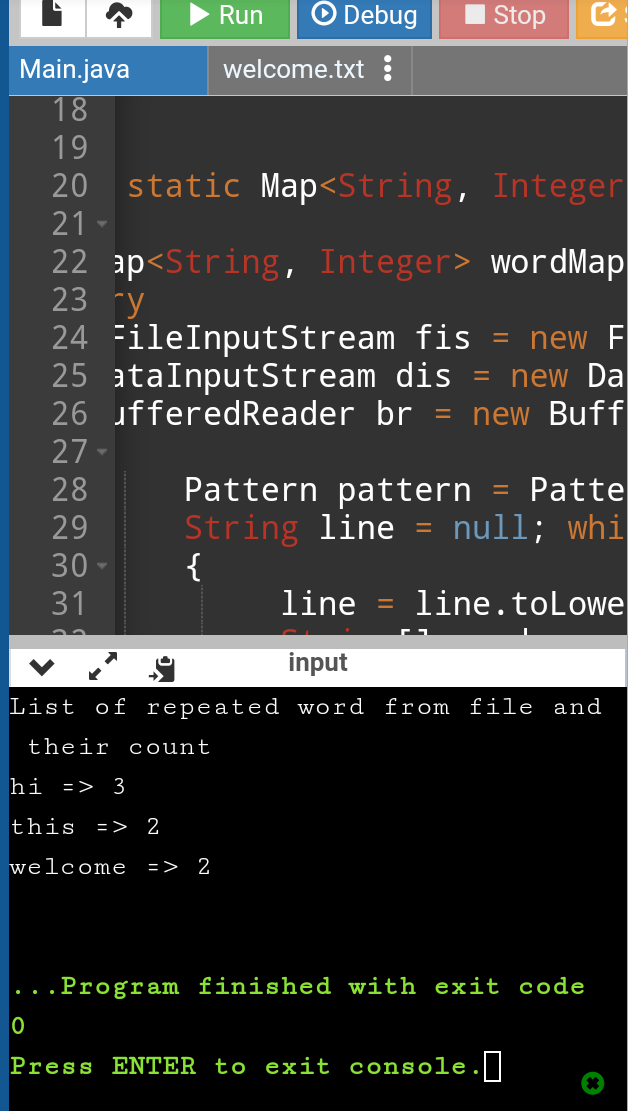 Run Debug Stop
Main.java welcome.txt
18
19
20 static Map<String, Integer
21
22 ap<String, Integer> wordMap
23 ry
24 FileInputStream fis = new F
25 ataInputStream dis = new Da
26 ufferedReader br = new Buff
27
28 Pattern pattern = Patte
29 String line = null; whi
30 {
31 line = line.toLowe
input
List of repeated word from file and
their count
hi => 3
this => 2
welcome => 2
...Program finished with exit code
0
Press ENTER to exit console.